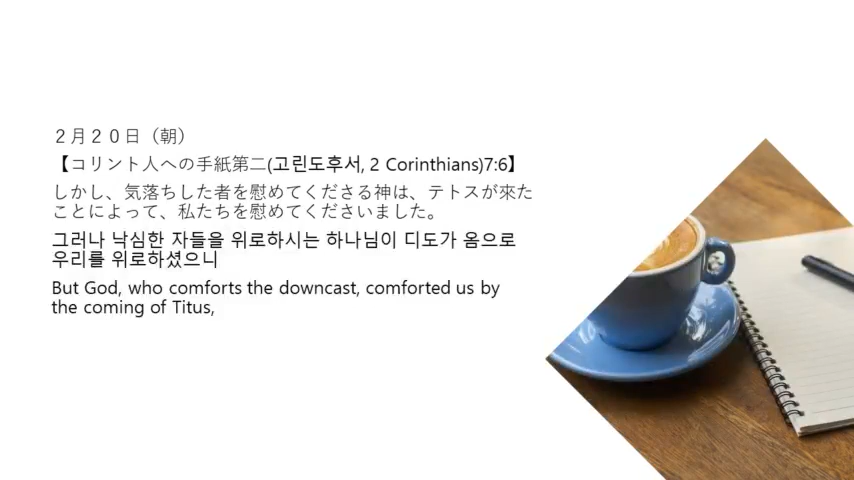 ２月２０日（朝）
【コリント人への手紙第二(고린도후서, 2 Corinthians)7:6】
しかし、気落ちした者を慰めてくださる神は、テトスが來た
ことによって、私たちを慰めてくださいました。
그러나 낙심한 자들을 위로하시는 하나님이 디도가 옴으로
우리를 위로하셨으니
But God, who comforts the downcast, comforted us by
the coming of Titus,